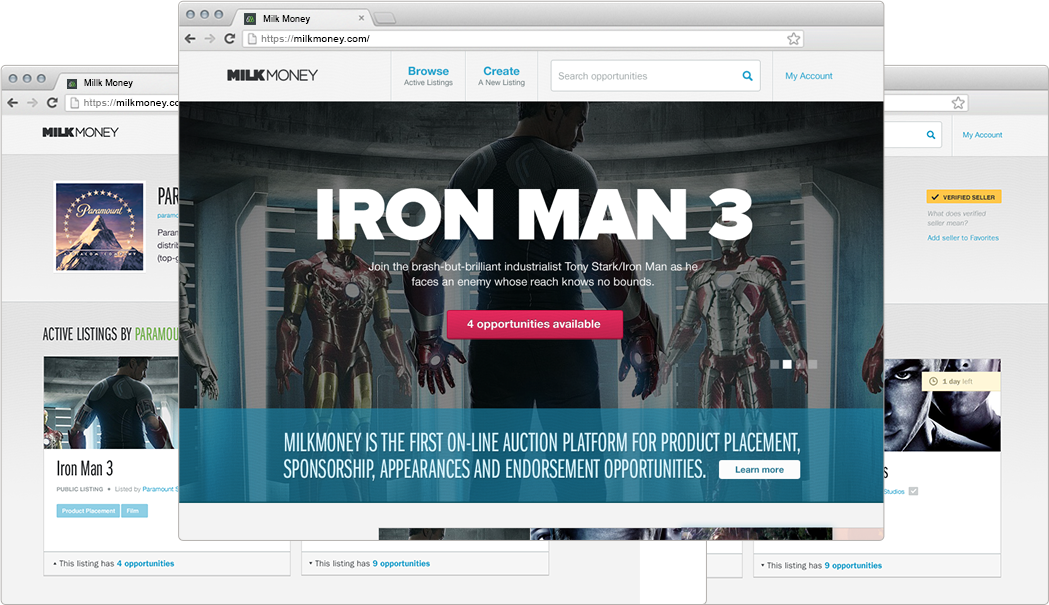 Milk Money
https://milkmoney.com/
MILKMONEY
Browse
Active Listings
Create
A New Listing
Search opportunities
My Account
IRON MAN 3
Join the brash-but-brilliant industrialist Tony Stark/Iron Man as he
faces an enemy whose reach knows no bounds.
4 opportunities available
MILKMONEY IS THE FIRST ON-LINE AUCTION PLATFORM FOR PRODUCT PLACEMENT,
SPONSORSHIP, APPEARANCES AND ENDORSEMENT OPPORTUNITIES.
Learn more
Millk Money
https://milkmoney.co
MILKMONEY
Paramount
PAR
paramo
Paran
distrib
(top-g
ACTIVE LISTINGS BY PARAMOU
Iron Man 3
PUBLIC LISTING • Listed by Paramount S
Product Placement
Film
• This listing has 4 opportunities
• This listing has 9 opportunities
My Account
VERIFIED SELLER
What does verified
seller mean?
Add seller to Favorites
1 day left
s
Studios
• This listing has 9 opportunities